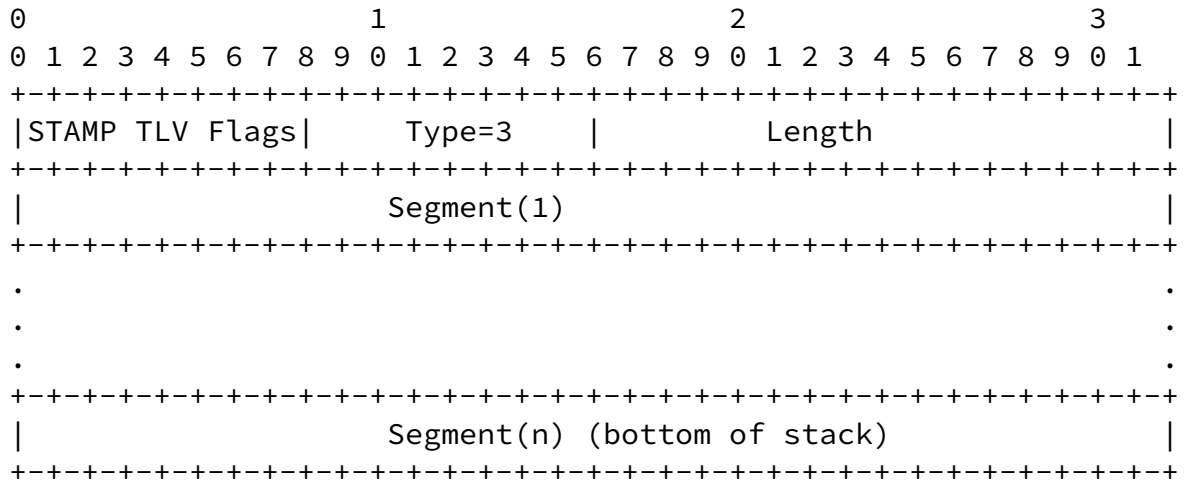 0                   1                   2                   3
0 1 2 3 4 5 6 7 8 9 0 1 2 3 4 5 6 7 8 9 0 1 2 3 4 5 6 7 8 9 0 1
+-+-+-+-+-+-+-+-+-+-+-+-+-+-+-+-+-+-+-+-+-+-+-+-+-+-+-+-+-+-+-+-+
|STAMP TLV Flags|     Type=3    |         Length                |
+-+-+-+-+-+-+-+-+-+-+-+-+-+-+-+-+-+-+-+-+-+-+-+-+-+-+-+-+-+-+-+-+
|                    Segment(1)                                 |
+-+-+-+-+-+-+-+-+-+-+-+-+-+-+-+-+-+-+-+-+-+-+-+-+-+-+-+-+-+-+-+-+
.                                                               .
.                                                               .
.                                                               .
+-+-+-+-+-+-+-+-+-+-+-+-+-+-+-+-+-+-+-+-+-+-+-+-+-+-+-+-+-+-+-+-+
|                    Segment(n) (bottom of stack)               |
+-+-+-+-+-+-+-+-+-+-+-+-+-+-+-+-+-+-+-+-+-+-+-+-+-+-+-+-+-+-+-+-+